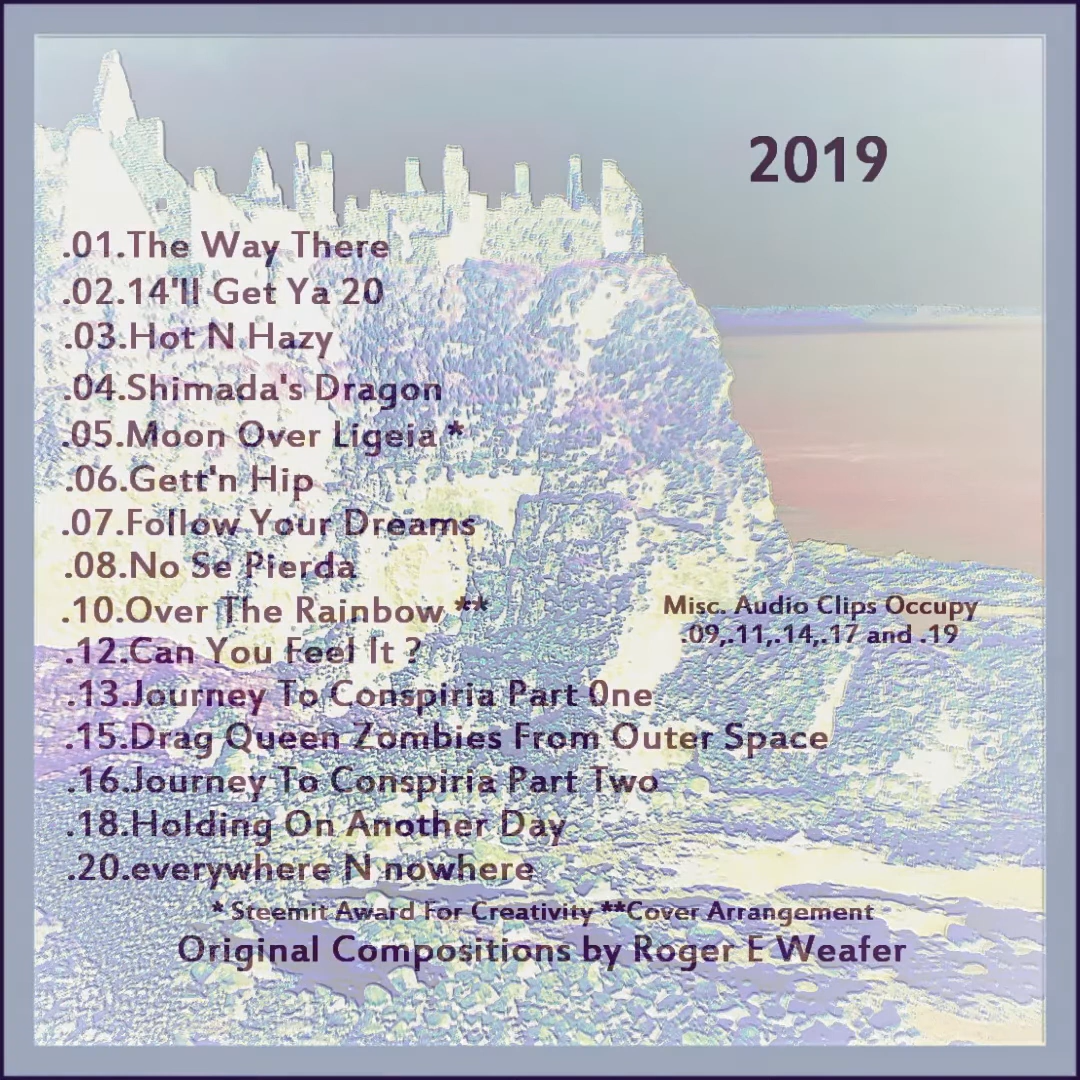 2019
.01.The Way There
.02.14'll Get Ya 20
.03.Hot N Hazy
.04.Shimada's Dragon
.05.Moon Over Ligeia *
.06.Gett'n Hip
.07.Follow Your Dreams
.08.No Se Pierda
.10.Over The Rainbow **
Misc. Audio Clips Occupy
.09,.11,.14,.17 and .19
.12.Can You Feel It ?
.13.Journey To Conspiria Part 0ne
.15.Drag Queen Zombies From Outer Space
.16.Journey To Conspiria Part Two
.18.Holding On Another Day
.20.everywhere N nowhere
* Steemit Award For Creativity **Cover Arrangement
Original Compositions by Roger E Weafer